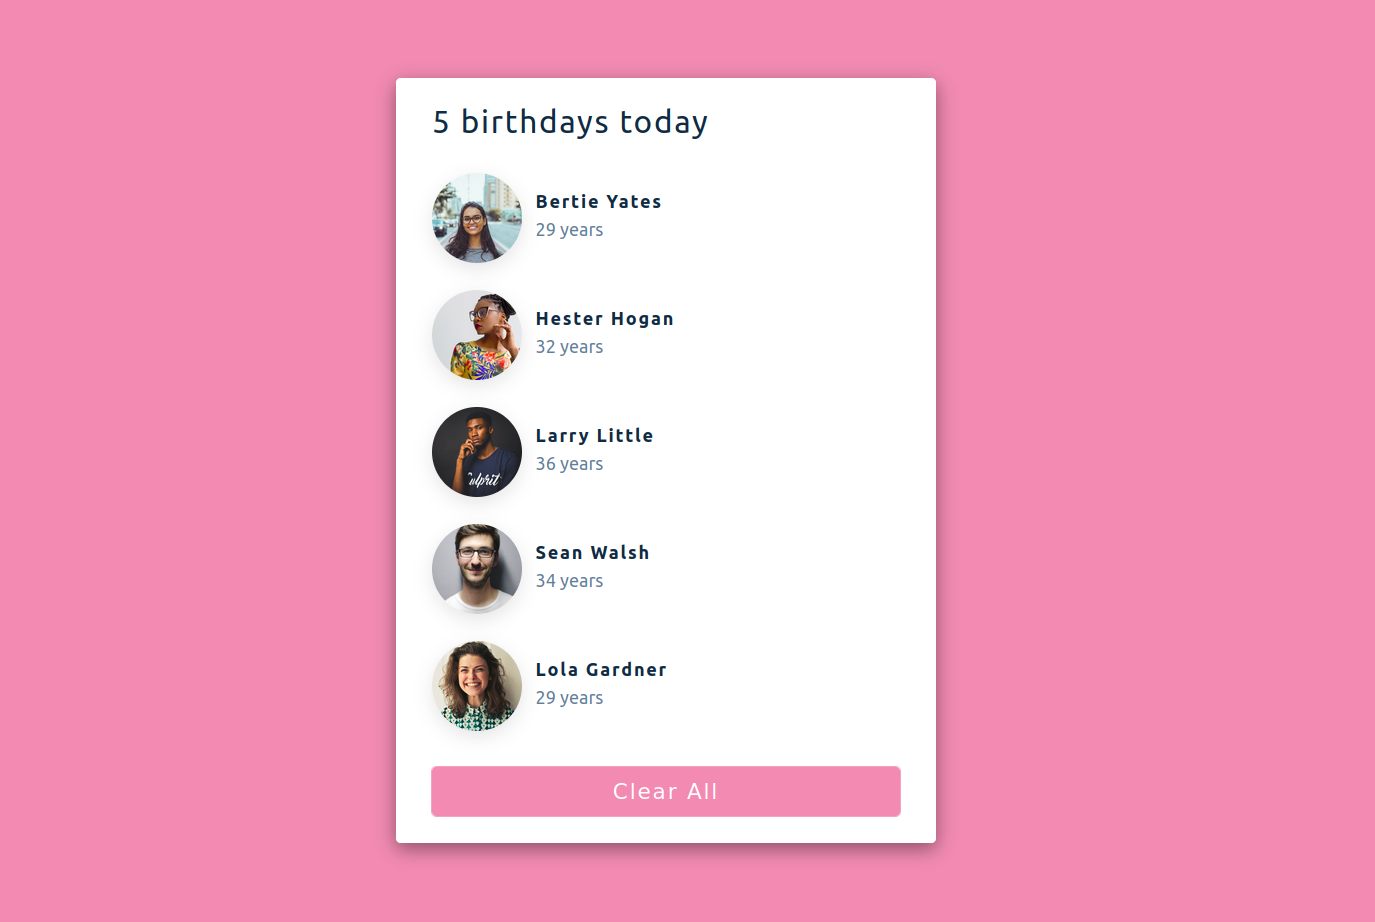 5 birthdays today
Bertie Yates
29 years
Hester Hogan
32 years
Larry Little
36 years
Culprit
Sean Walsh
34 years
Lola Gardner
29 years
Clear All